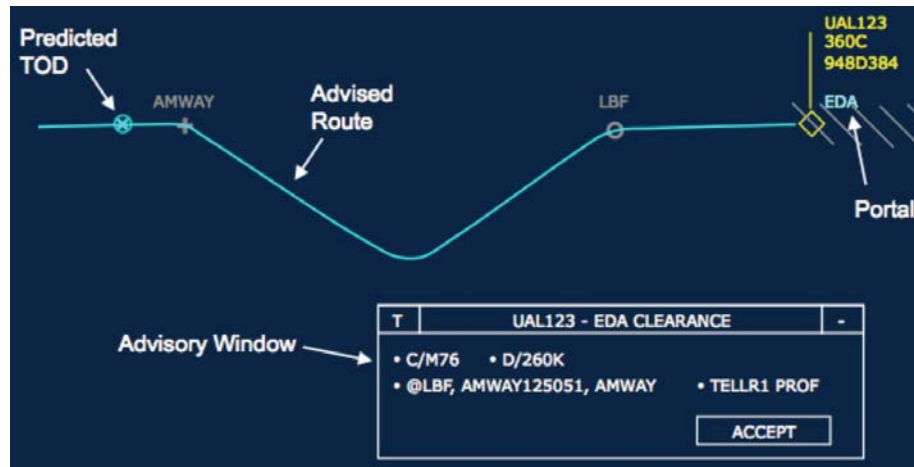 Predicted
TOD
AMWAY
Advised
Route
LBF
UAL123
360C
948D384
EDA
Portal
Advisory Window
T UAL123 - EDA CLEARANCE -
• C/M76 • D/260K
• @LBF, AMWAY125051, AMWAY • TELLR1 PROF
ACCEPT